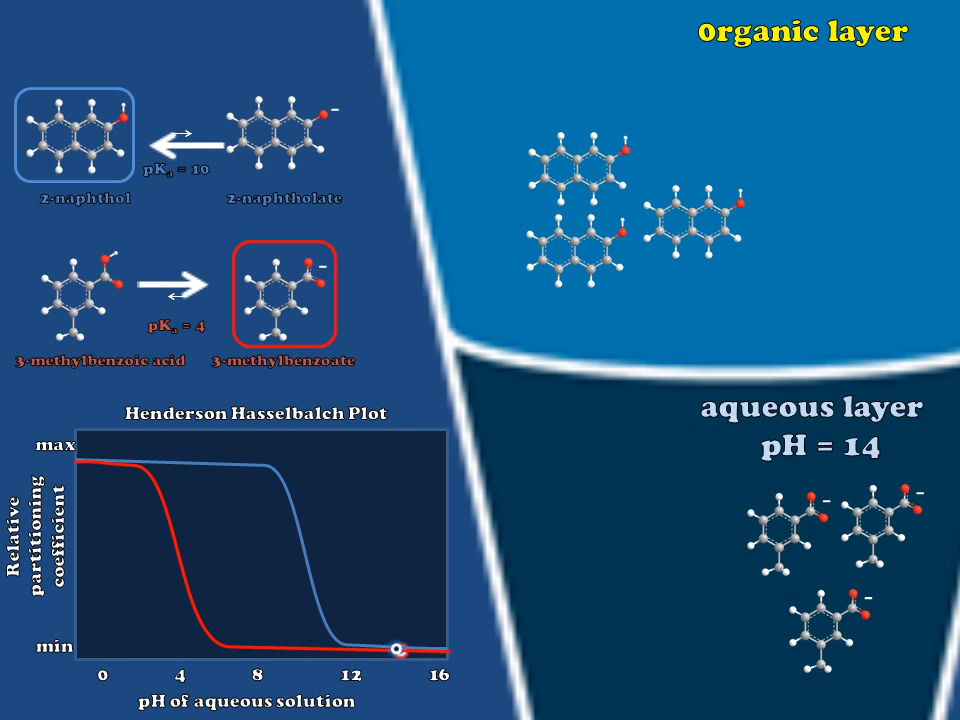 0rganic layer
pKa = 10
2-naphthol
2-naphtholate
pKa = 4
3-methylbenzoic acid
3-methylbenzoate
Henderson Hasselbalch Plot
max
Relative
partitioning
coefficient
min
0 4 8 12 16
pH of aqueous solution
aqueous layer
pH = 14
−
−
−
−
−